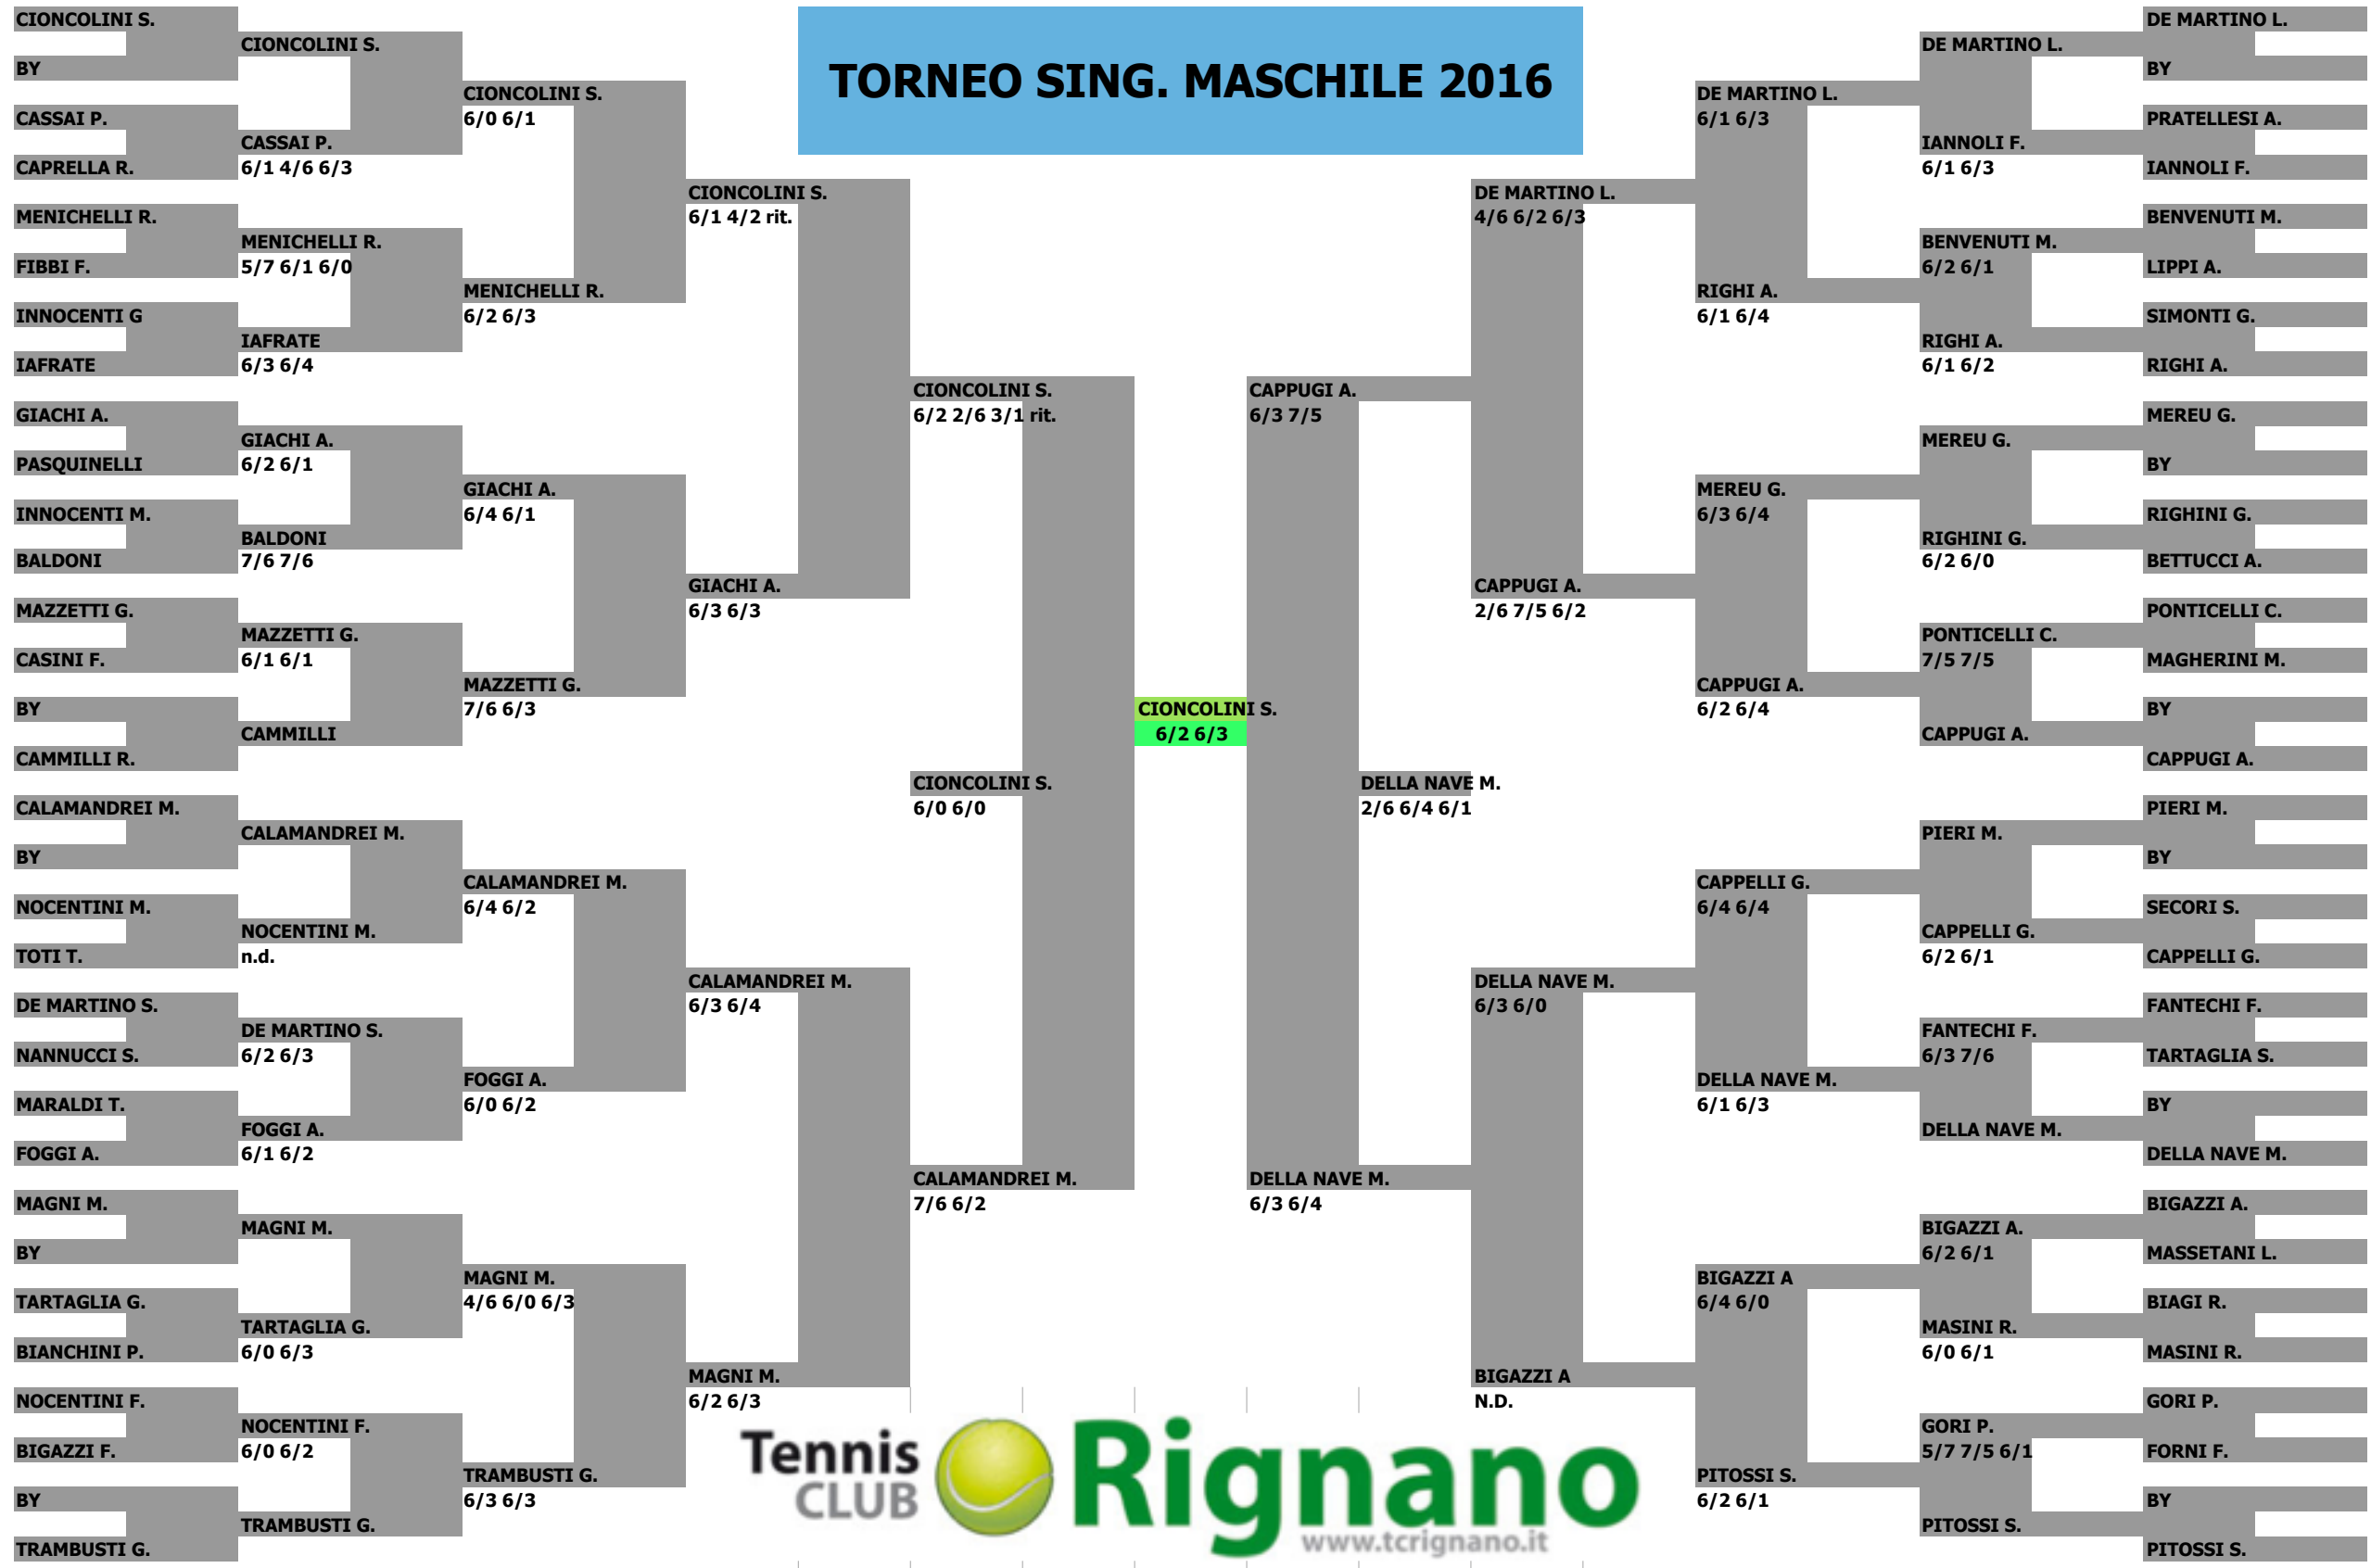 TORNEO SING. MASCHILE 2016
CIONCOLINI S.
BY
CASSAI P.
CAPRELLA R.
MENICHELLI R.
FIBBI F.
INNOCENTI G
IAFRATE
GIACHI A.
PASQUINELLI
INNOCENTI M.
BALDONI
MAZZETTI G.
CASINI F.
BY
CAMMILLI R.
CALAMANDREI M.
BY
NOCENTINI M.
TOTI T.
DE MARTINO S.
NANNUCCI S.
MARALDI T.
FOGGI A.
MAGNI M.
BY
TARTAGLIA G.
BIANCHINI P.
NOCENTINI F.
BIGAZZI F.
BY
TRAMBUSTI G.
CIONCOLINI S.
CASSAI P.
6/1 4/6 6/3
MENICHELLI R.
5/7 6/1 6/0
IAFRATE
6/3 6/4
GIACHI A.
6/2 6/1
BALDONI
7/6 7/6
MAZZETTI G.
6/1 6/1
CAMMILLI
CALAMANDREI M.
NOCENTINI M.
n.d.
DE MARTINO S.
6/2 6/3
FOGGI A.
6/1 6/2
MAGNI M.
TARTAGLIA G.
6/0 6/3
NOCENTINI F.
6/0 6/2
TRAMBUSTI G.
CIONCOLINI S.
6/0 6/1
MENICHELLI R.
6/2 6/3
GIACHI A.
6/4 6/1
MAZZETTI G.
7/6 6/3
CALAMANDREI M.
6/4 6/2
FOGGI A.
6/0 6/2
MAGNI M.
4/6 6/0 6/3
TRAMBUSTI G.
6/3 6/3
CIONCOLINI S.
6/1 4/2 rit.
GIACHI A.
6/3 6/3
CALAMANDREI M.
6/3 6/4
MAGNI M.
6/2 6/3
CIONCOLINI S.
6/2 2/6 3/1 rit.
CIONCOLINI S.
6/0 6/0
CALAMANDREI M.
7/6 6/2
CIONCOLINI S.
6/2 6/3
CAPPUGI A.
6/3 7/5
DELLA NAVE M.
6/3 6/4
DELLA NAVE M.
2/6 6/4 6/1
DE MARTINO L.
4/6 6/2 6/3
CAPPUGI A.
2/6 7/5 6/2
DELLA NAVE M.
6/3 6/0
BIGAZZI A
N.D.
DE MARTINO L.
6/1 6/3
RIGHI A.
6/1 6/4
MEREU G.
6/3 6/4
CAPPUGI A.
6/2 6/4
CAPPELLI G.
6/4 6/4
DELLA NAVE M.
6/1 6/3
BIGAZZI A
6/4 6/0
PITOSSI S.
6/2 6/1
DE MARTINO L.
IANNOLI F.
6/1 6/3
BENVENUTI M.
6/2 6/1
RIGHI A.
6/1 6/2
MEREU G.
RIGHINI G.
6/2 6/0
PONTICELLI C.
7/5 7/5
CAPPUGI A.
PIERI M.
CAPPELLI G.
6/2 6/1
FANTECHI F.
6/3 7/6
DELLA NAVE M.
BIGAZZI A.
6/2 6/1
MASINI R.
6/0 6/1
GORI P.
5/7 7/5 6/1
PITOSSI S.
DE MARTINO L.
BY
PRATELLESI A.
IANNOLI F.
BENVENUTI M.
LIPPI A.
SIMONTI G.
RIGHI A.
MEREU G.
BY
RIGHINI G.
BETTUCCI A.
PONTICELLI C.
MAGHERINI M.
BY
CAPPUGI A.
PIERI M.
BY
SECORI S.
CAPPELLI G.
FANTECHI F.
TARTAGLIA S.
BY
DELLA NAVE M.
BIGAZZI A.
MASSETANI L.
BIAGI R.
MASINI R.
GORI P.
FORNI F.
BY
PITOSSI S.
Tennis
CLUB
Rignano
www.tcrignano.it